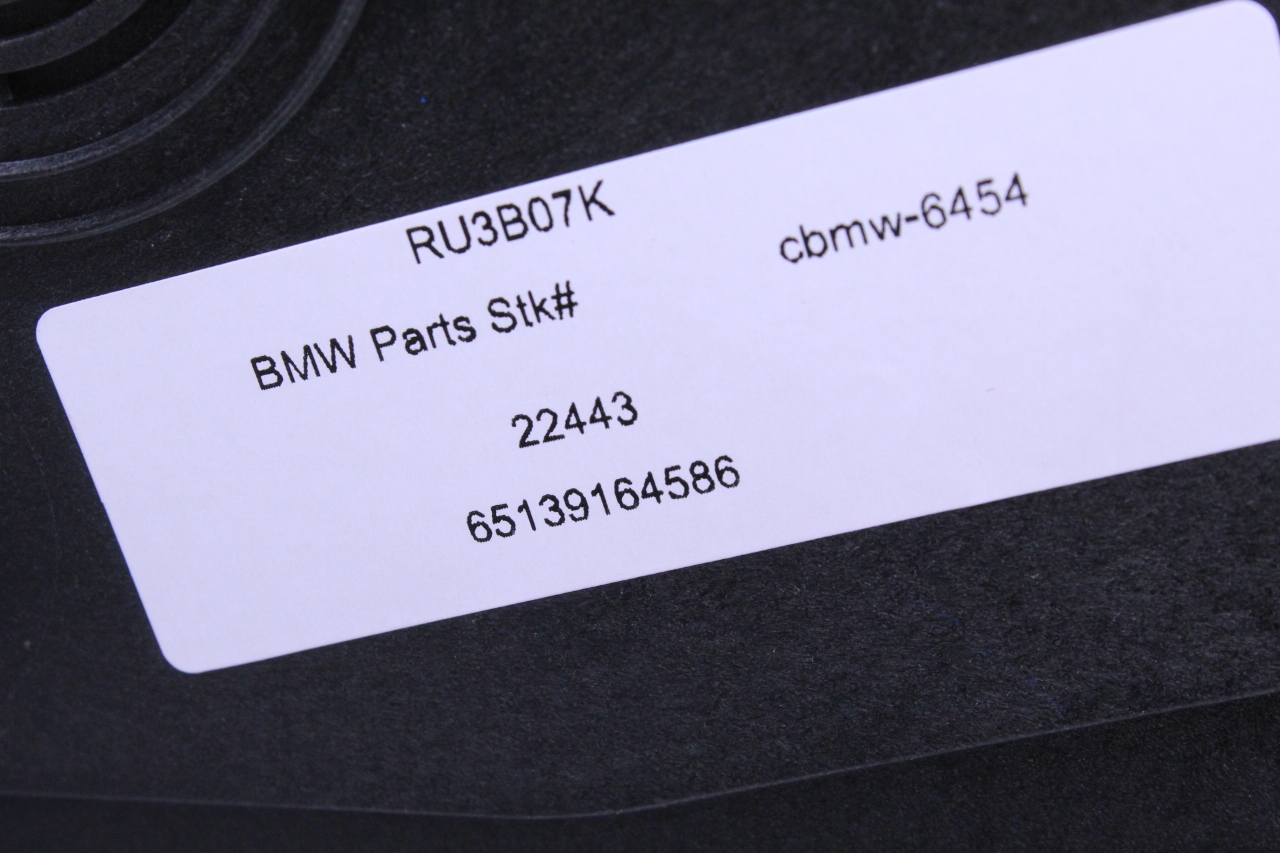 RU3B07K
cbmw-6454
BMW Parts Stk#
22443
65139164586